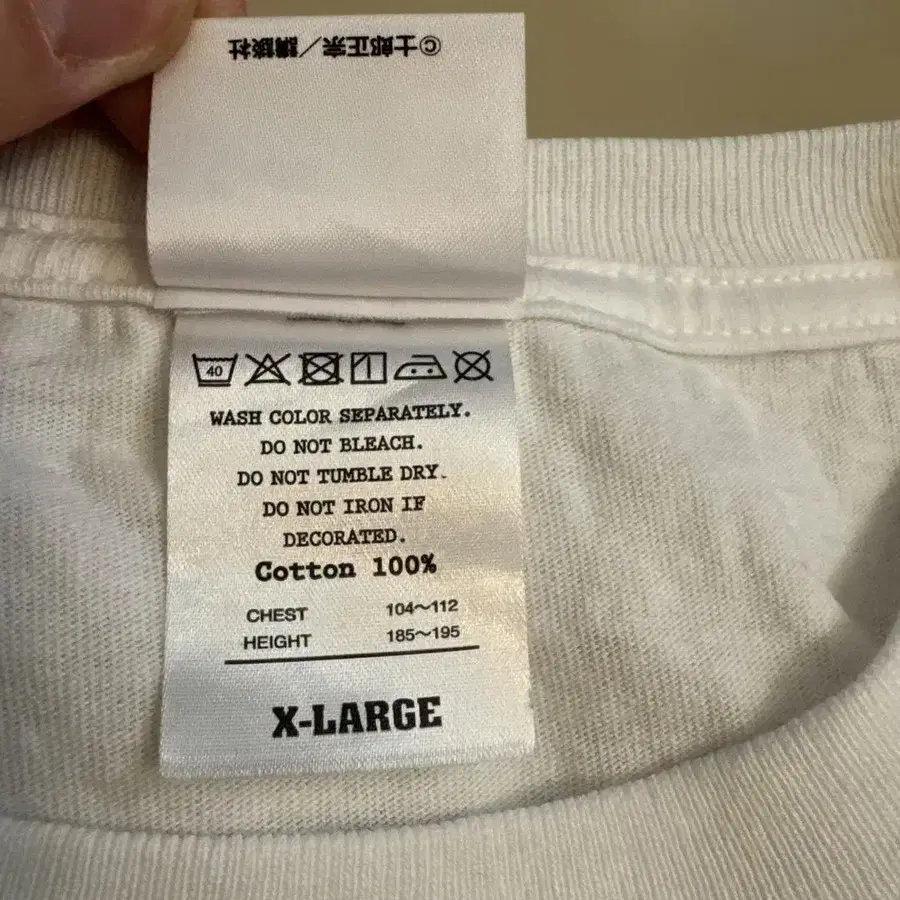 ©士郎正宗／講談社
40
WASH COLOR SEPARATELY.
DO NOT BLEACH.
DO NOT TUMBLE DRY.
DO NOT IRON IF
DECORATED.
Cotton 100%
CHEST 104～112
HEIGHT 185～195
X-LARGE